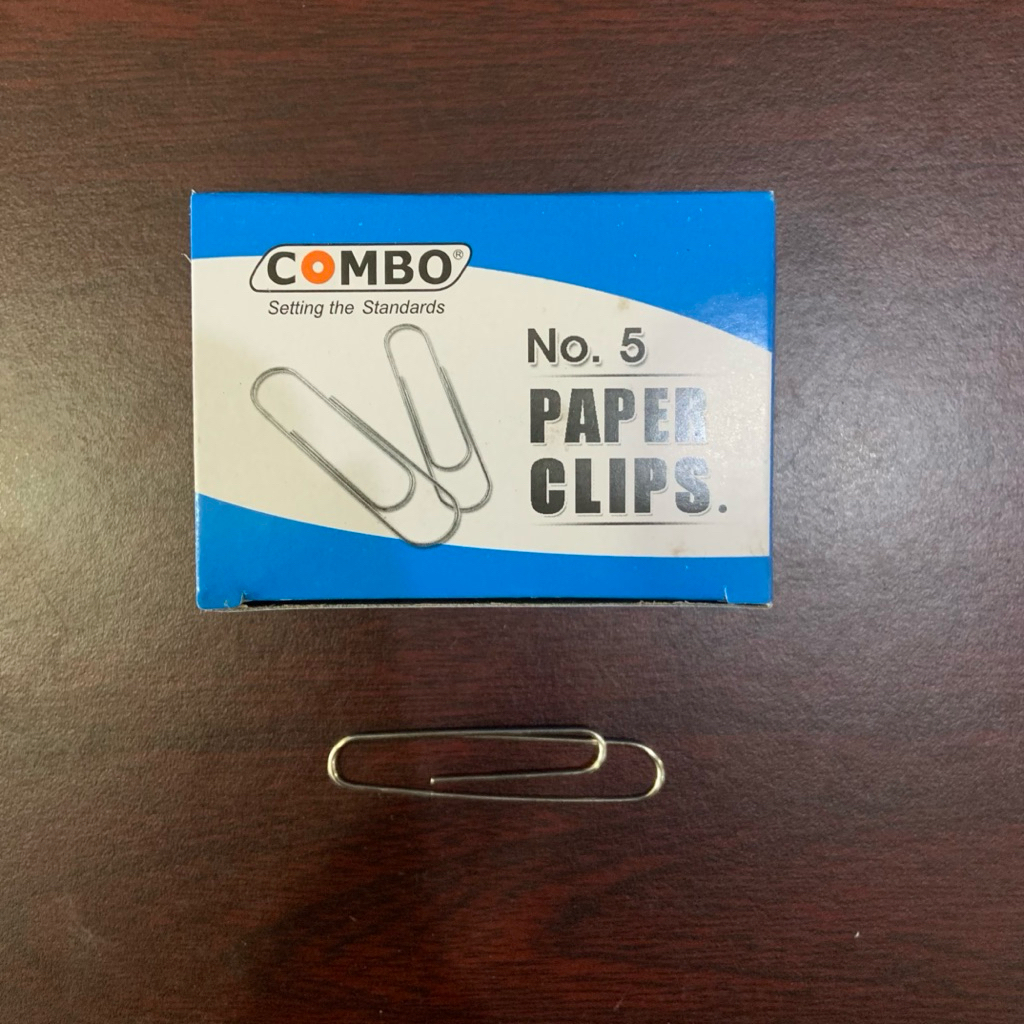 COMBO®
Setting the Standards
No. 5
PAPER
CLIPS.